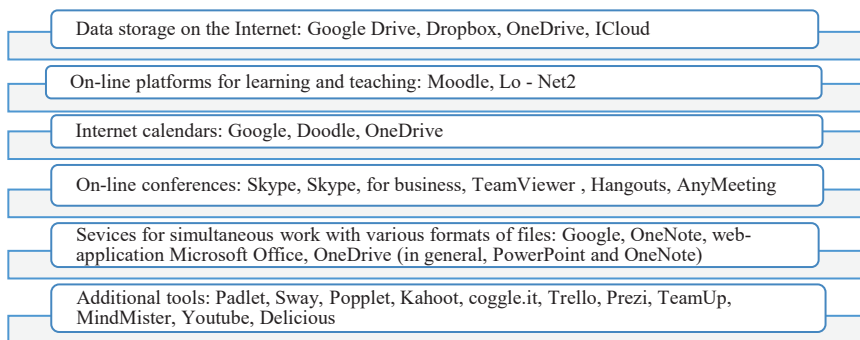 Data storage on the Internet: Google Drive, Dropbox, OneDrive, ICloud
On-line platforms for learning and teaching: Moodle, Lo - Net2
Internet calendars: Google, Doodle, OneDrive
On-line conferences: Skype, Skype, for business, TeamViewer , Hangouts, AnyMeeting
Sevices for simultaneous work with various formats of files: Google, OneNote, web-
application Microsoft Office, OneDrive (in general, PowerPoint and OneNote)
Additional tools: Padlet, Sway, Popplet, Kahoot, coggle.it, Trello, Prezi, TeamUp,
MindMister, Youtube, Delicious